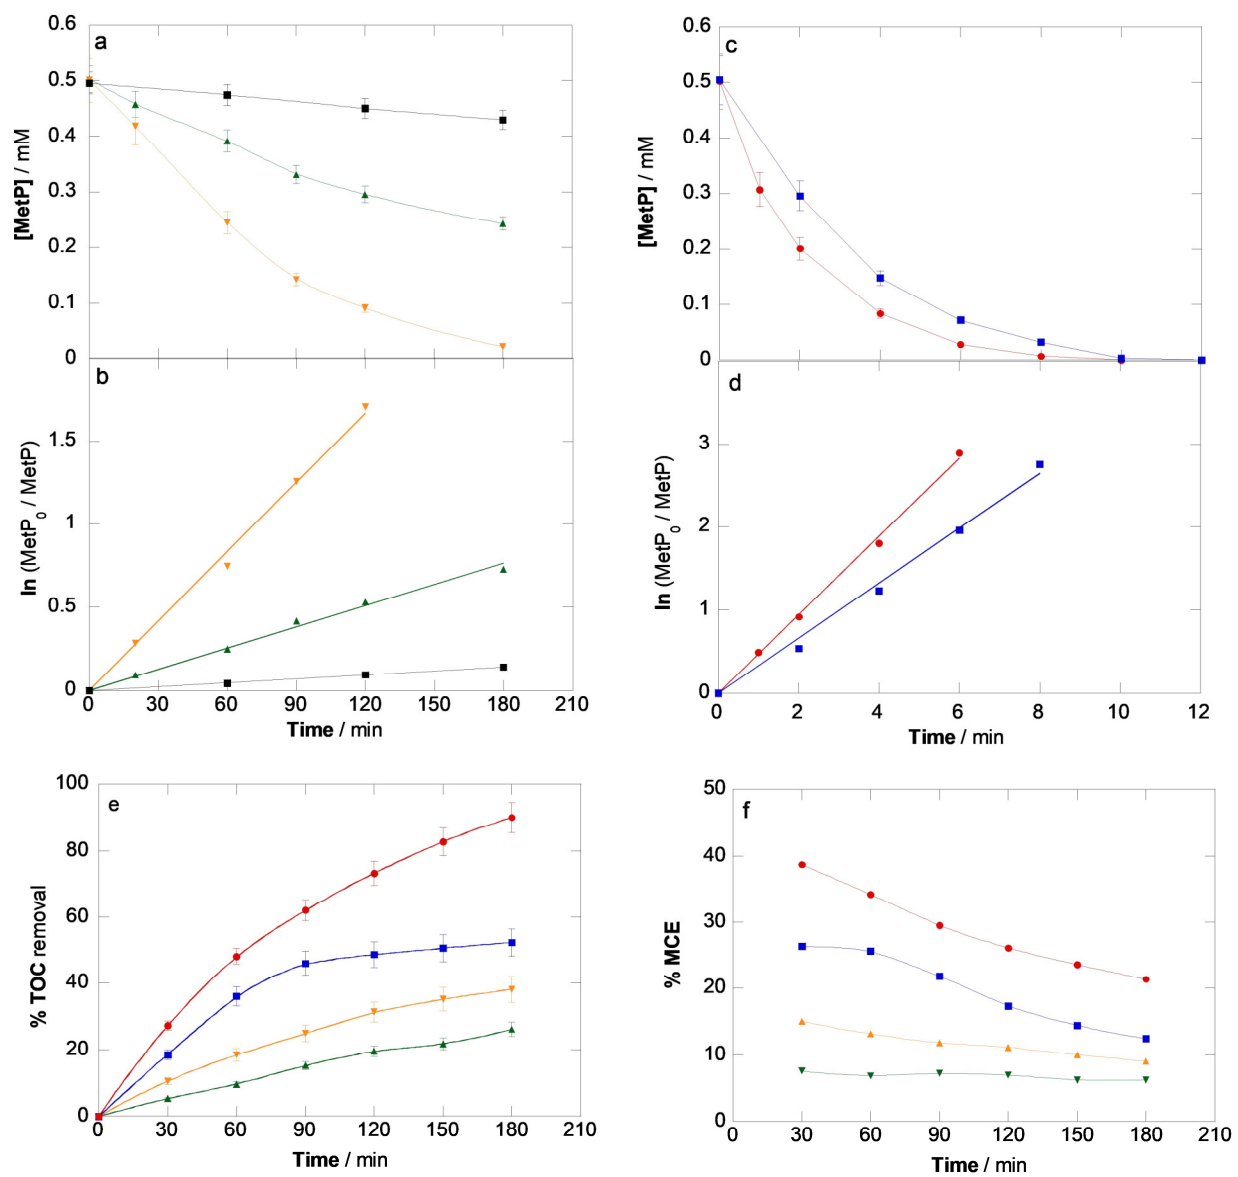 a
0.6
0.5
0.4
0.3
0.2
0.1
0
[MetP] / mM
c
0.6
0.5
0.4
0.3
0.2
0.1
0
[MetP] / mM
b
1.5
1
0.5
0
ln (MetP0 / MetP)
0 30 60 90 120 150 180 210
Time / min
d
3
2
1
0
ln (MetP0 / MetP)
0 2 4 6 8 10 12
Time / min
e
100
80
60
40
20
0
% TOC removal
0 30 60 90 120 150 180 210
Time / min
f
50
40
30
20
10
0
% MCE
0 30 60 90 120 150 180 210
Time / min